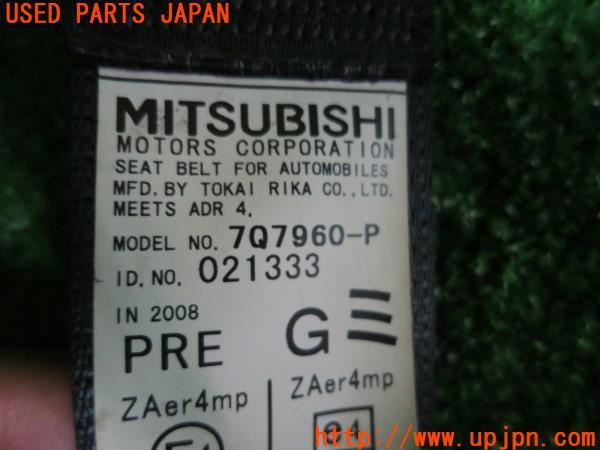 USED PARTS JAPAN
MITSUBISHI
MOTORS CORPORATION
SEAT BELT FOR AUTOMOBILES
MFD. BY TOKAI RIKA CO., LTD.
MEETS ADR 4,
MODEL NO. 7Q7960-P
ID. NO. 021333
IN 2008
PRE G
ZAer4mp ZAer4mp
http://www.upjpn.com